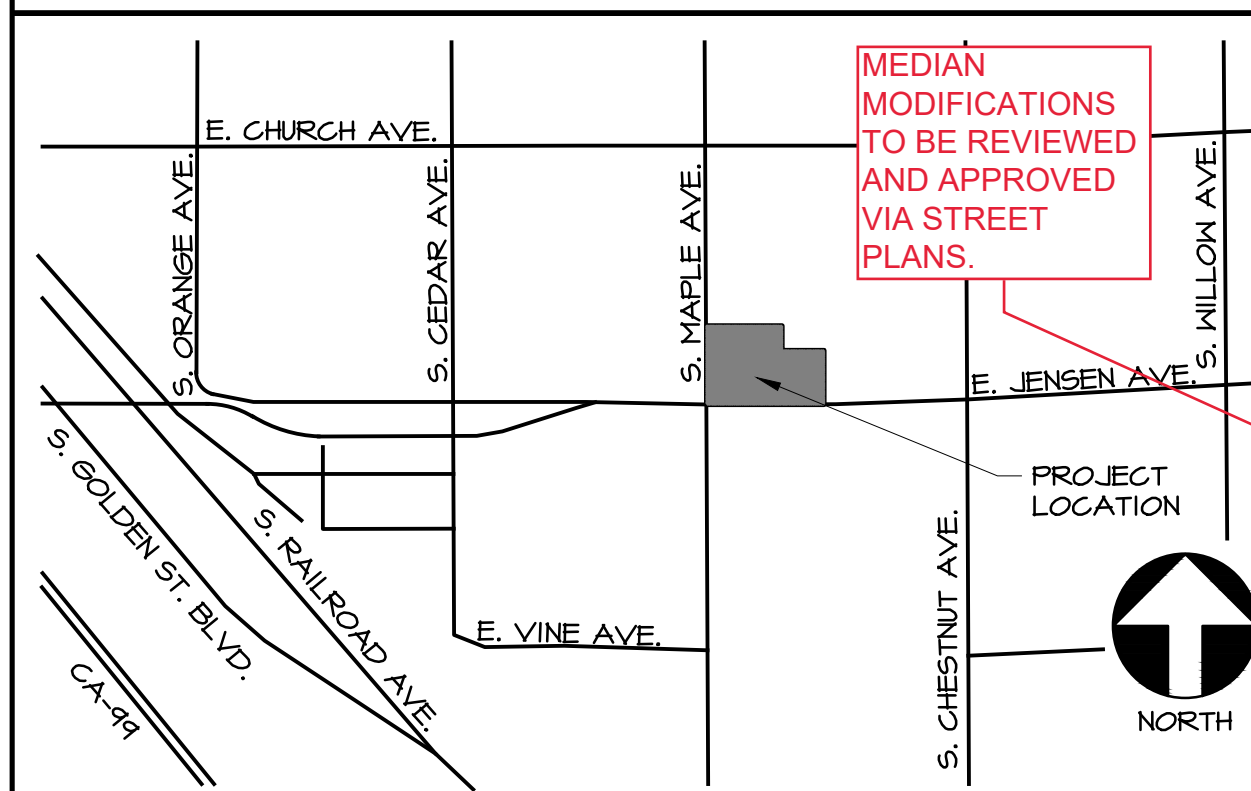 MEDIAN
MODIFICATIONS
TO BE REVIEWED
AND APPROVED
VIA STREET
PLANS.
E. CHURCH AVE.
S. ORANGE AVE.
S. CEDAR AVE.
S. MAPLE AVE.
S. WILLOW AVE.
E. JENSEN AVE.
PROJECT
LOCATION
S. GOLDEN ST. BLVD.
S. RAILROAD AVE.
S. CHESTNUT AVE.
E. VINE AVE.
CA-99
NORTH